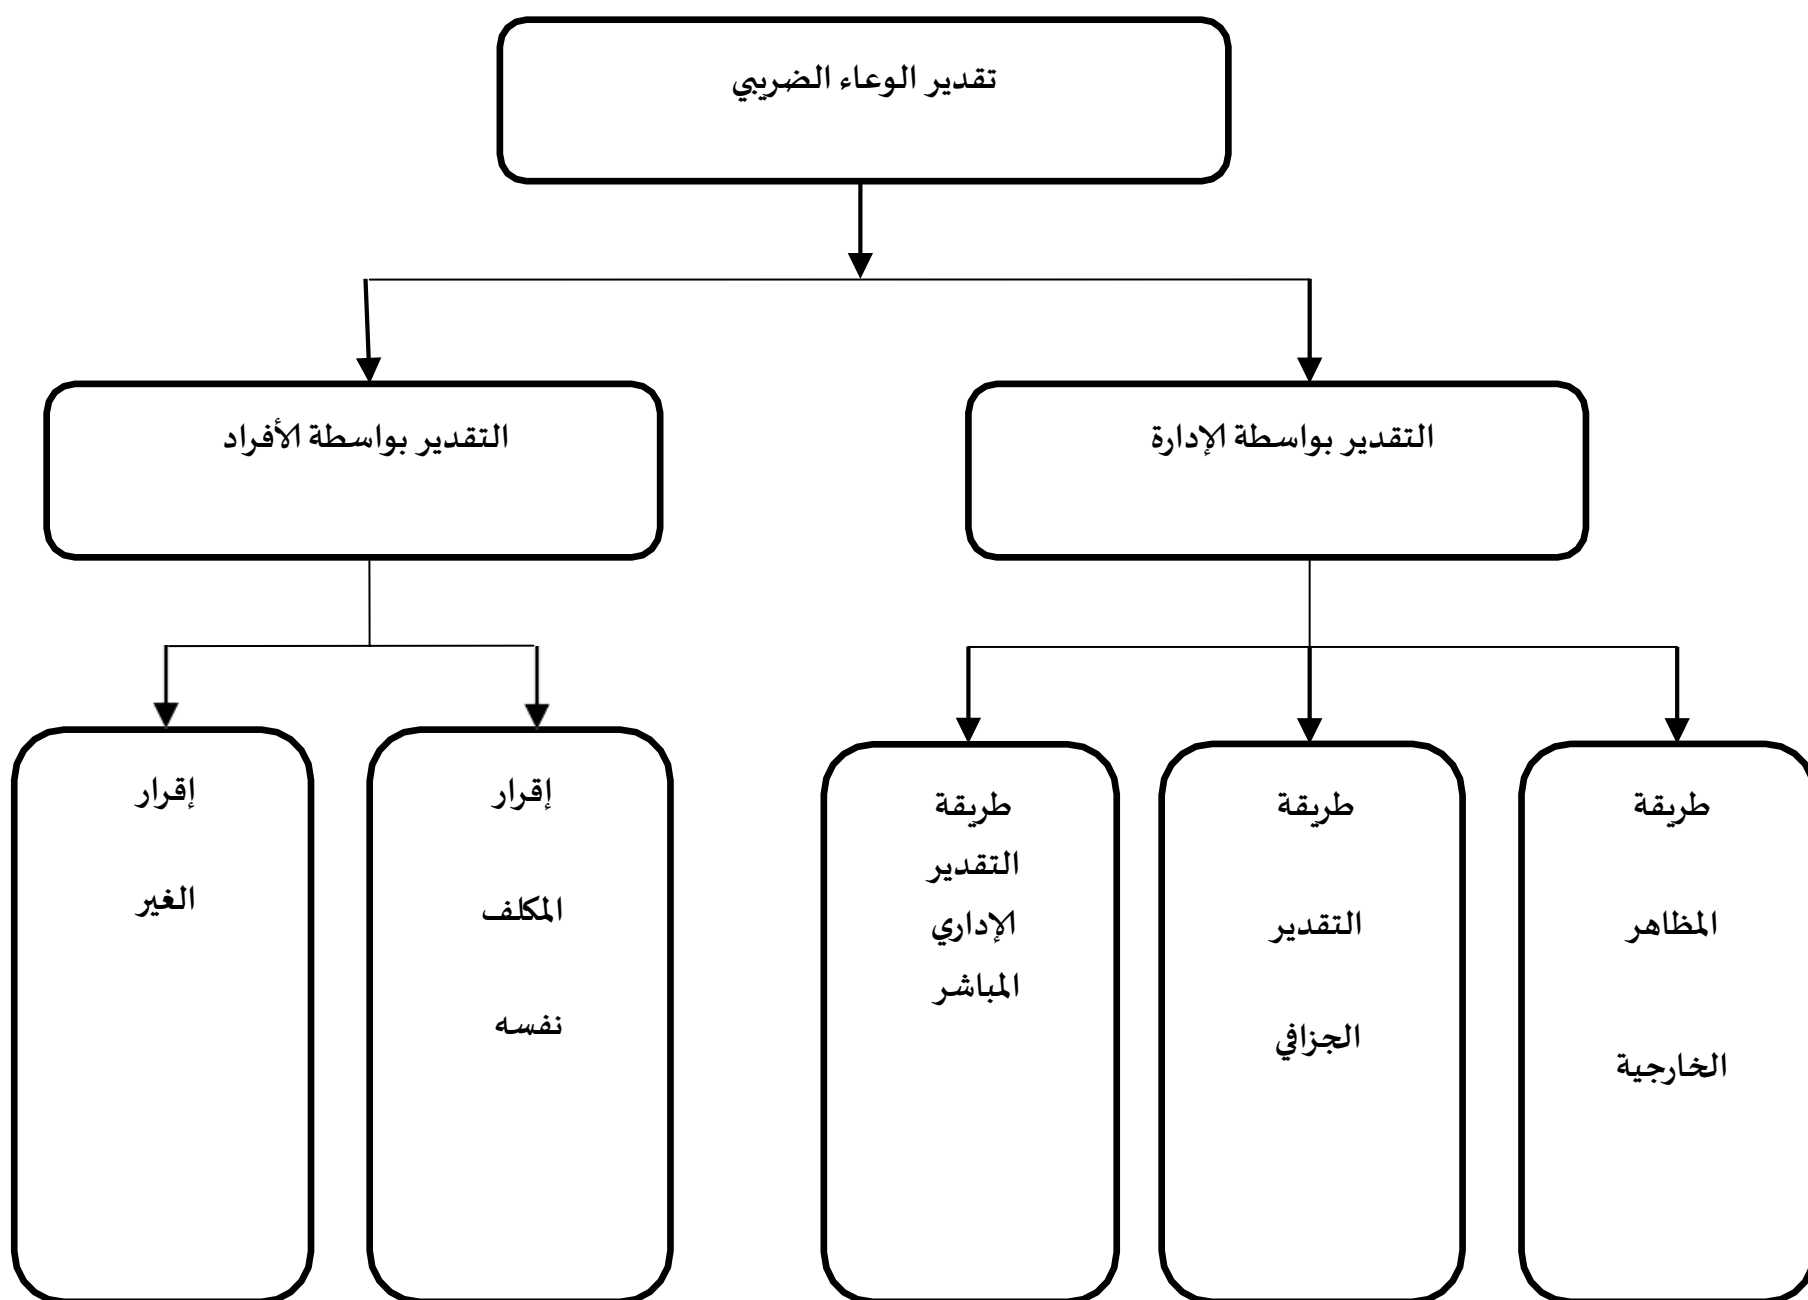 تقدير الوعاء الضريبي
التقدير بواسطة الإدارة
التقدير بواسطة الأفراد
طريقة
المظاهر
الخارجية
طريقة
التقدير
الجزافي
طريقة
التقدير
الإداري
المباشر
إقرار
المكلف
نفسه
إقرار
الغير